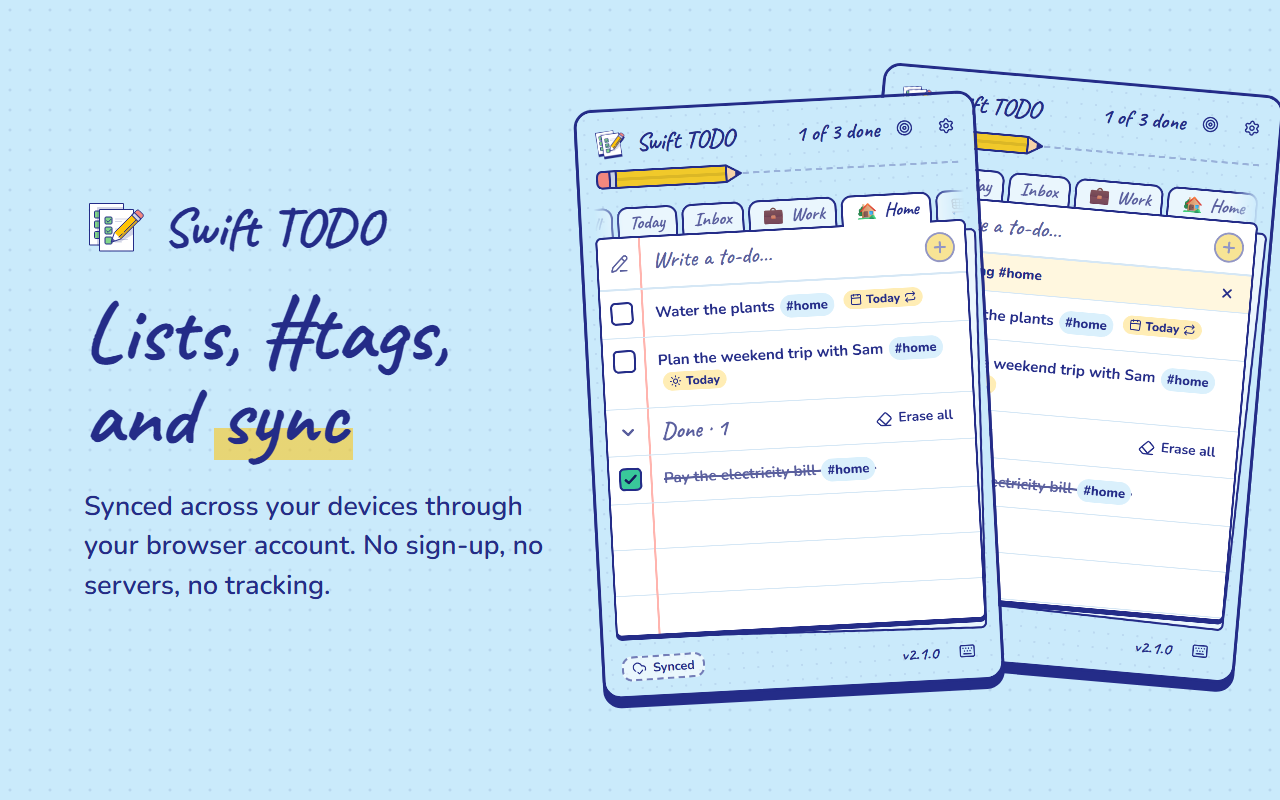 Swift TODO
Lists, #tags,
and sync
Synced across your devices through
your browser account. No sign-up, no
servers, no tracking.
Swift TODO
1 of 3 done
Today
Inbox
Work
Home
Write a to-do...
Water the plants #home Today
Plan the weekend trip with Sam #home
Today
Done · 1
Erase all
Pay the electricity bill #home
Synced
v2.1.0
TODO
1 of 3 done
Inbox
Work
Home
a to-do...
#home
plants #home Today
weekend trip with Sam #home
Erase all
bill #home
v2.1.0